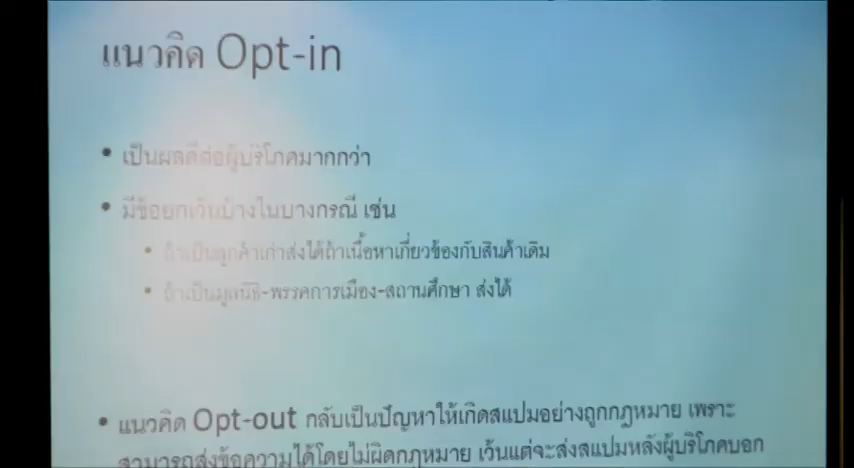 แนวคิด Opt-in
• เป็นผลดีต่อผู้บริโภคมากกว่า
• มีข้อยกเว้นบ้างในบางกรณี เช่น
• ถ้าเป็นลูกค้าเก่าส่งได้ถ้าเนื้อหาเกี่ยวข้องกับสินค้าเดิม
• ถ้าเป็นมูลนิธิ-พรรคการเมือง-สถานศึกษา ส่งได้
• แนวคิด Opt-out กลับเป็นปัญหาให้เกิดสแปมอย่างถูกกฎหมาย เพราะ
สามารถส่งข้อความได้โดยไม่ผิดกฎหมาย เว้นแต่จะส่งสแปมหลังผู้บริโภคบอก